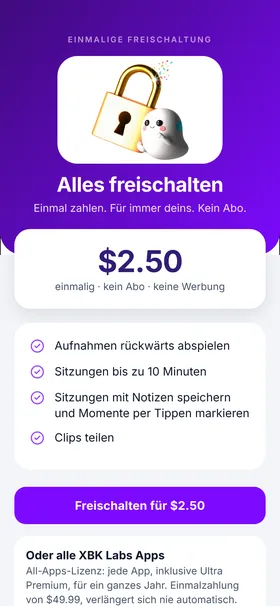 EINMALIGE FREISCHALTUNG
Alles freischalten
Einmal zahlen. Für immer deins. Kein Abo.
$2.50
einmalig · kein Abo · keine Werbung
Aufnahmen rückwärts abspielen
Sitzungen bis zu 10 Minuten
Sitzungen mit Notizen speichern
und Momente per Tippen markieren
Clips teilen
Freischalten für $2.50
Oder alle XBK Labs Apps
All-Apps-Lizenz: jede App, inklusive Ultra
Premium, für ein ganzes Jahr. Einmalzahlung
von $49.99, verlängert sich nie automatisch.